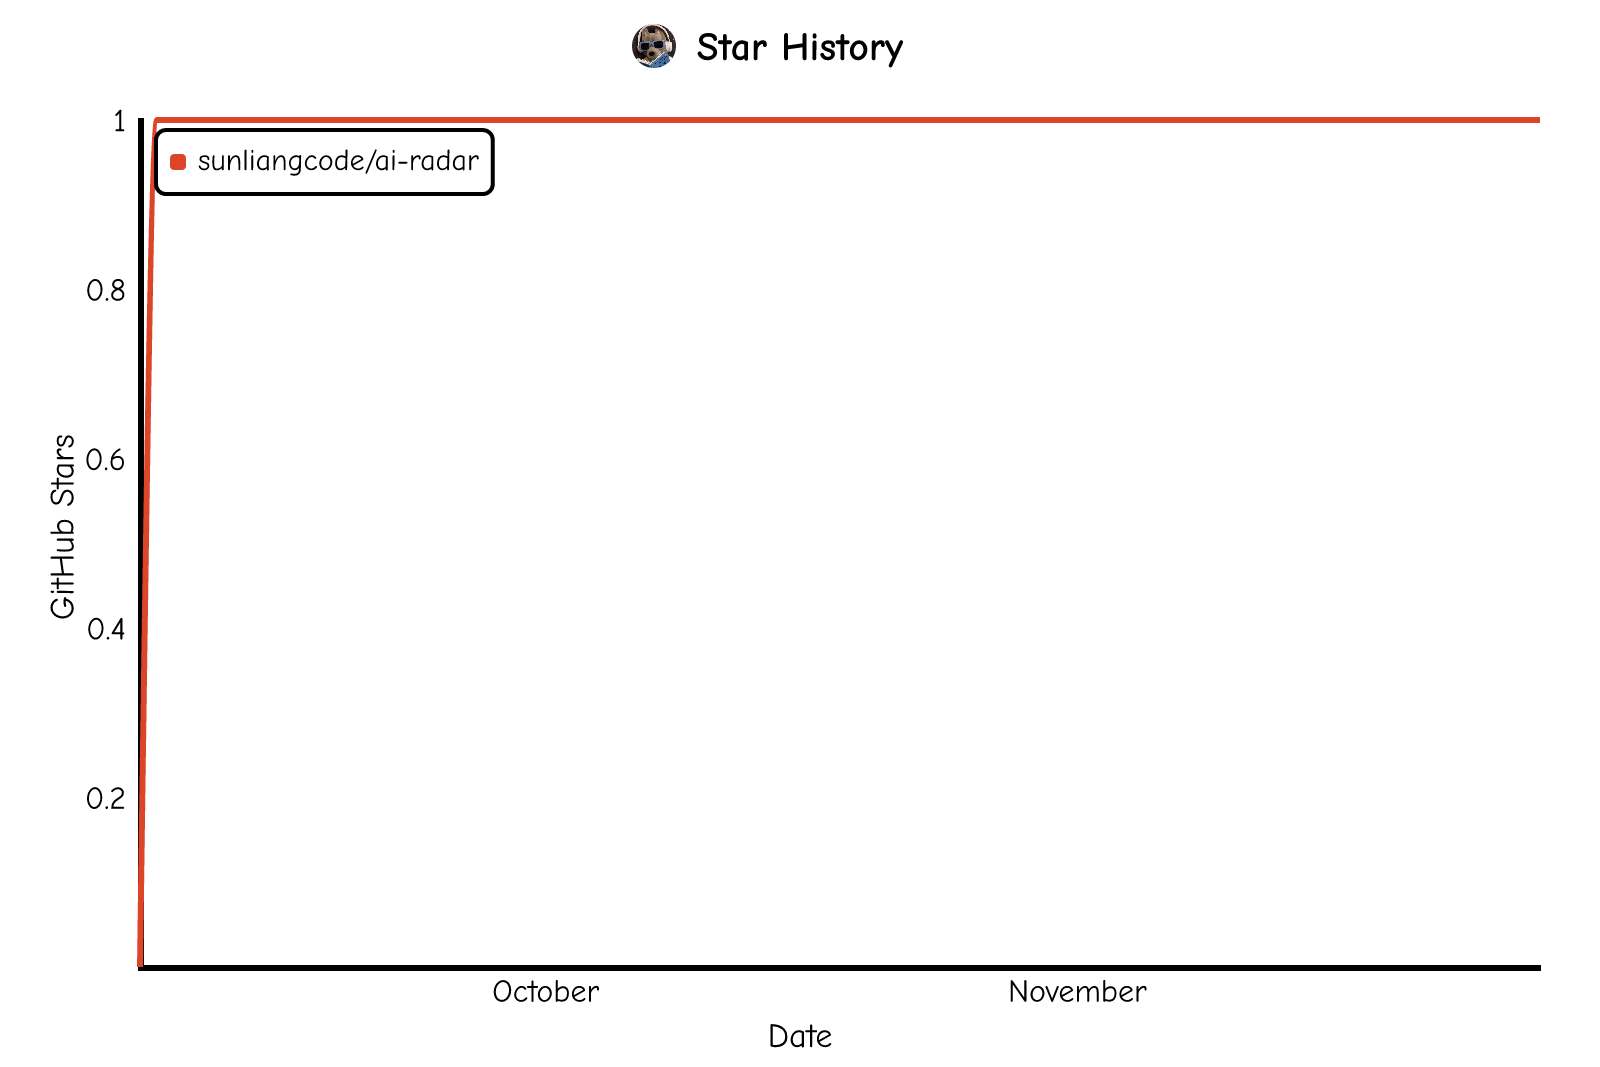 Star History
1
sunliangcode/ai-radar
0.8
0.6
GitHub Stars
0.4
0.2
October
November
Date